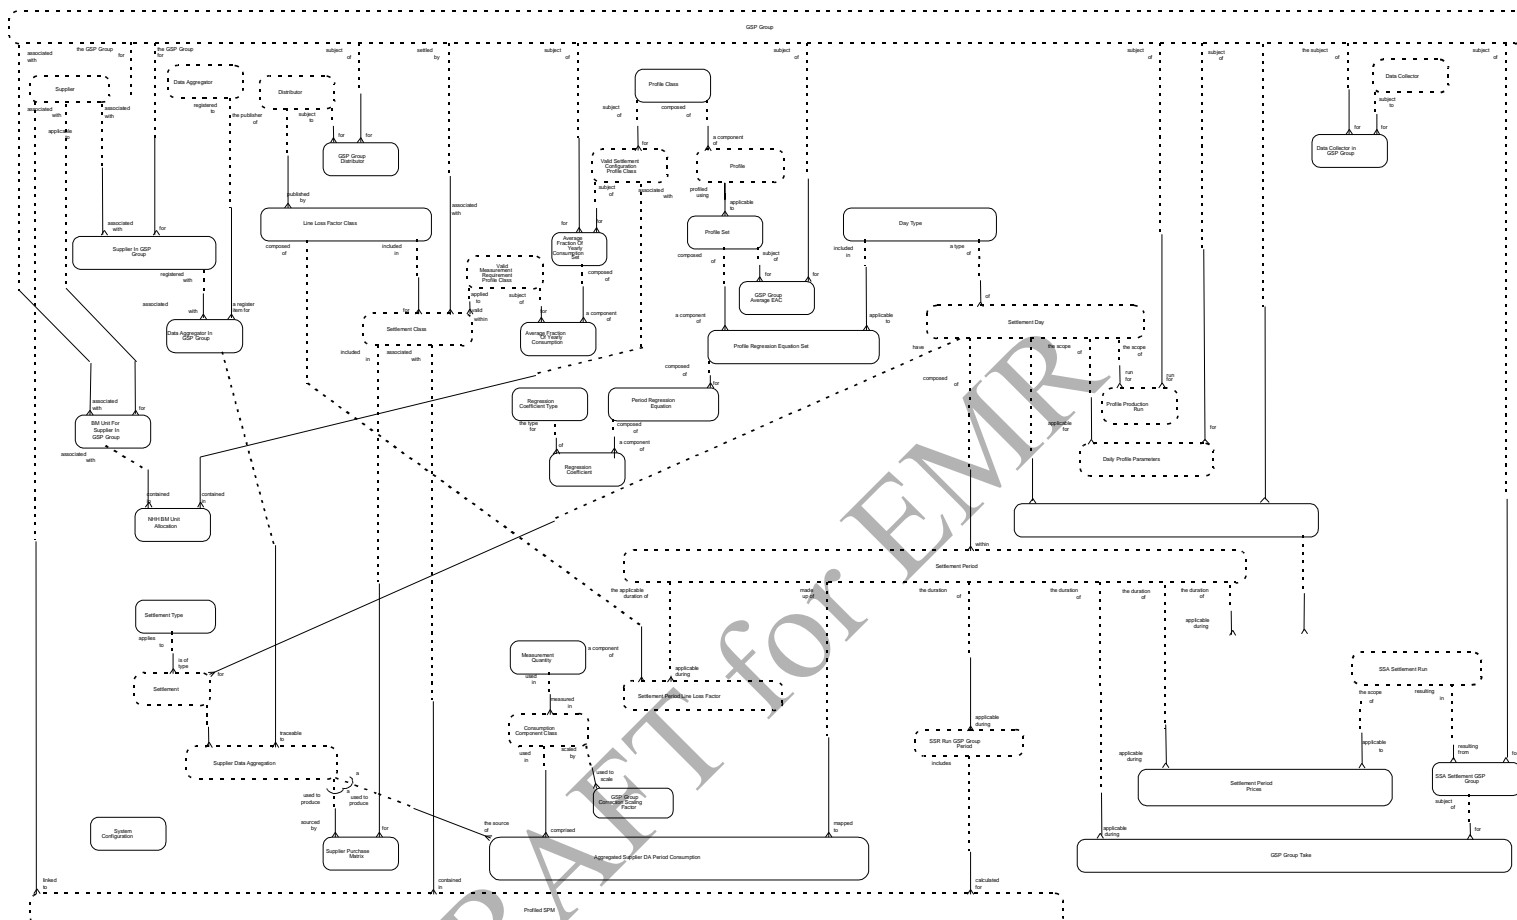 GSP Group
associated
with
the GSP Group
for
the GSP Group
for
subject
of
settled
by
subject
of
subject
of
subject
of
subject
of
the subject
of
subject
of
Supplier
Data Aggregator
Distributor
Profile Class
Data Collector
associated
with
associated
with
applicable
to
registered
to
the publisher
of
subject
to
subject
of
composed
of
subject
to
for
for
GSP Group
Distributor
for
a component
of
for
for
Data Collector in
GSP Group
Valid Settlement
Configuration
Profile Class
Profile
subject
of
associated
with
profiled
using
applicable
to
published
by
associated
with
associated
with
for
Supplier In GSP
Group
Line Loss Factor Class
for
for
Average
Fraction Of
Yearly
Consumption
Set
Profile Set
Day Type
composed
of
included
in
composed
of
composed
of
subject
of
included
in
a type
of
registered
with
Valid
Measurement
Requirement
Profile Class
applied
to
subject
of
for
for
GSP Group
Average EAC
of
associated
with
a register
item for
for
valid
within
for
a component
of
a component
of
applicable
to
Data Aggregator In
GSP Group
Settlement Class
Average Fraction
Of Yearly
Consumption
Profile Regression Equation Set
Settlement Day
included
in
associated
with
composed
of
have
composed
of
the scope
of
the scope
of
run
for
run
for
for
Regression
Coefficient Type
Period Regression
Equation
Profile Production
Run
associated
with
for
BM Unit For
Supplier In
GSP Group
the type
for
composed
of
applicable
for
for
of
a component
of
associated
with
Regression
Coefficient
Daily Profile Parameters
contained
in
contained
in
NHH BM Unit
Allocation
within
Settlement Period
the applicable
duration of
made
up of
the duration
of
the duration
of
the duration
of
the duration
of
applicable
during
Settlement Type
applies
to
is of
type
for
Settlement
Measurement
Quantity
a component
of
used
in
measured
in
applicable
during
Settlement Period Line Loss Factor
SSA Settlement Run
the scope
of
resulting
in
traceable
to
Consumption
Component Class
used
in
scaled
by
applicable
during
SSR Run GSP Group
Period
includes
applicable
during
applicable
to
resulting
from
Supplier Data Aggregation
a
a
used to
produce
used to
produce
used to
scale
GSP Group
Correction Scaling
Factor
Settlement Period
Prices
SSA Settlement GSP
Group
subject
of
System
Configuration
sourced
by
for
the source
of
comprised
mapped
to
applicable
during
for
Supplier Purchase
Matrix
Aggregated Supplier DA Period Consumption
GSP Group Take
linked
to
contained
in
calculated
for
Profiled SPM
RAFT for EMR